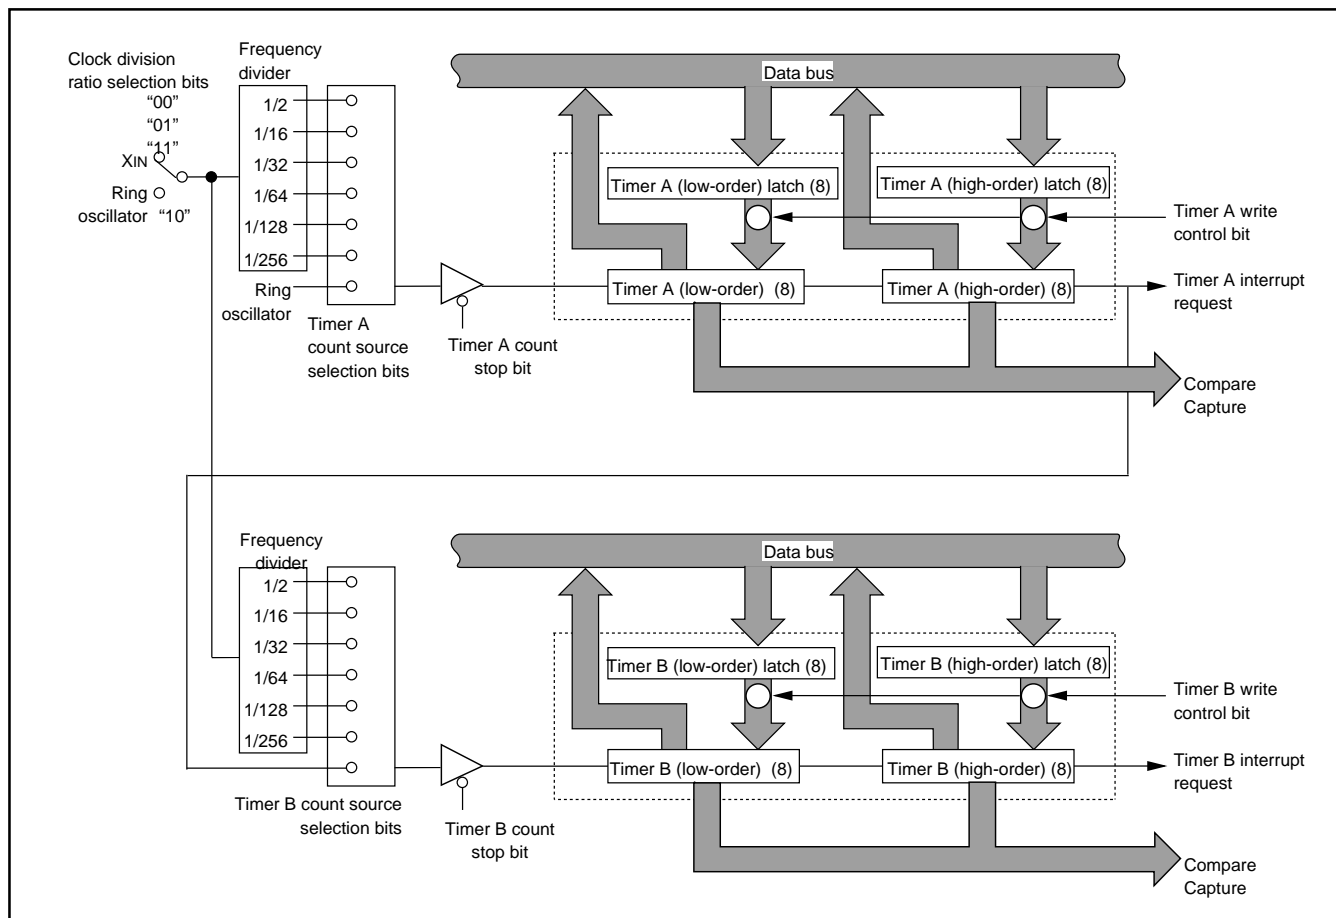 Clock division
ratio selection bits
“00”
“01”
“11”
XIN
Ring
oscillator “10”
Frequency
divider
1/2
1/16
1/32
1/64
1/128
1/256
Ring
oscillator
Timer A
count source
selection bits
Timer A count
stop bit
Data bus
Timer A (low-order) latch (8)
Timer A (high-order) latch (8)
Timer A write
control bit
Timer A (low-order) (8)
Timer A (high-order) (8)
Timer A interrupt
request
Compare
Capture
Frequency
divider
1/2
1/16
1/32
1/64
1/128
1/256
Timer B count source
selection bits
Timer B count
stop bit
Data bus
Timer B (low-order) latch (8)
Timer B (high-order) latch (8)
Timer B write
control bit
Timer B (low-order) (8)
Timer B (high-order) (8)
Timer B interrupt
request
Compare
Capture